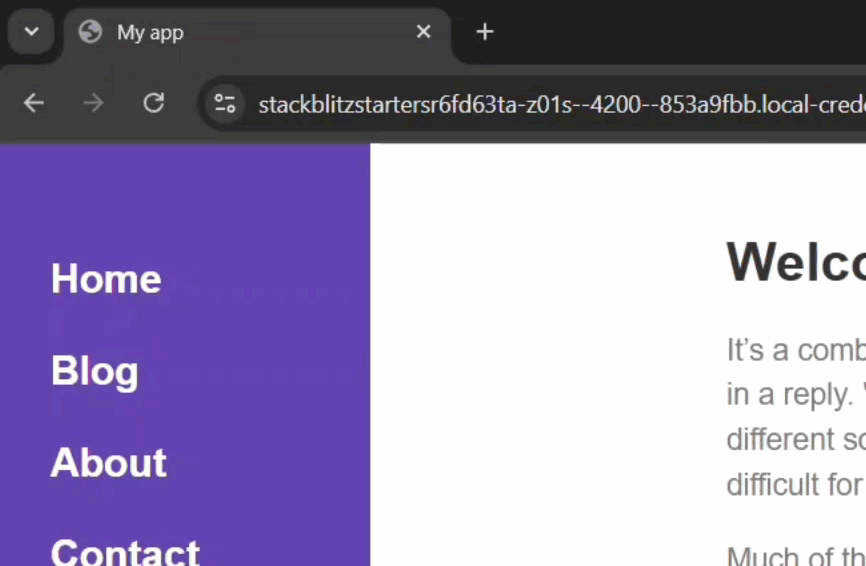 My app
stackblitzstartersr6fd63ta-z01s--4200--853a9fbb.local-crede
Home
Blog
About
Contact
Welco
It's a comb
in a reply. '
different sc
difficult for
Much of th